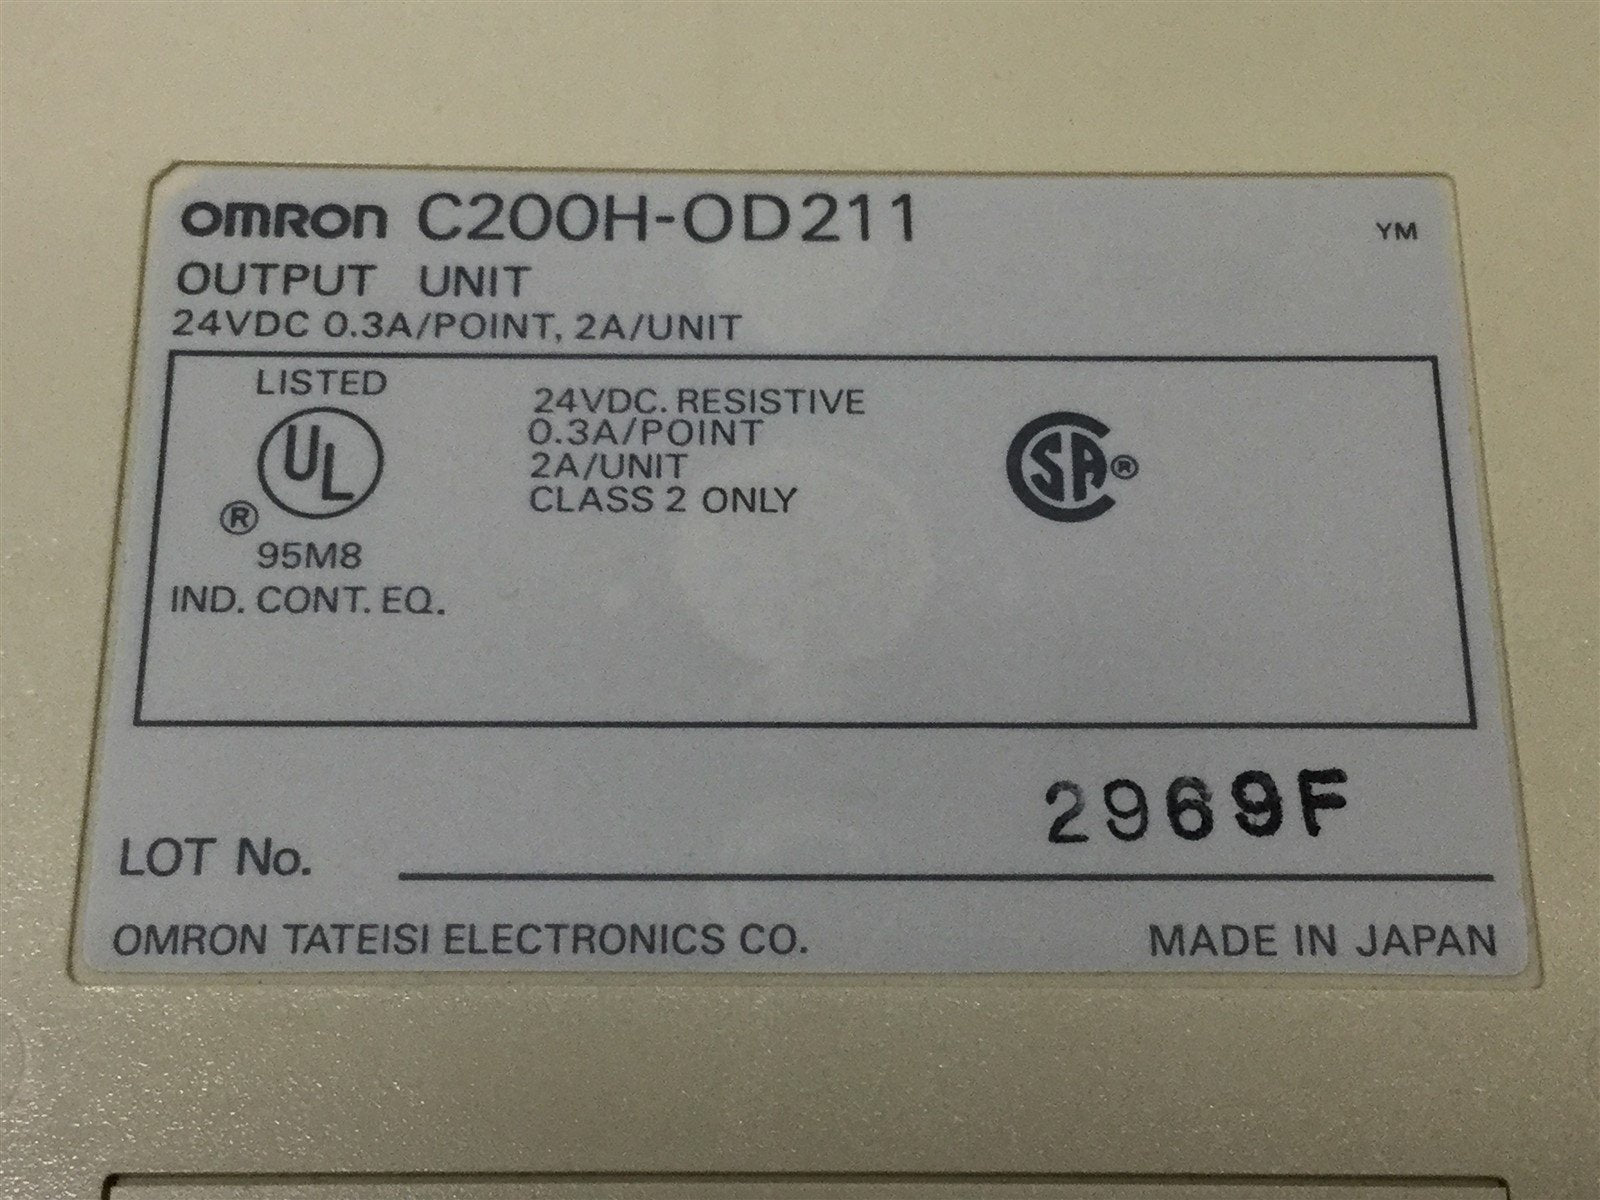 OMRON C200H-OD211
YM
OUTPUT UNIT
24VDC 0.3A/POINT, 2A/UNIT
LISTED
UL
®
95M8
IND. CONT. EQ.
24VDC. RESISTIVE
0.3A/POINT
2A/UNIT
CLASS 2 ONLY
CSA®
2969F
LOT No.
OMRON TATEISI ELECTRONICS CO.
MADE IN JAPAN